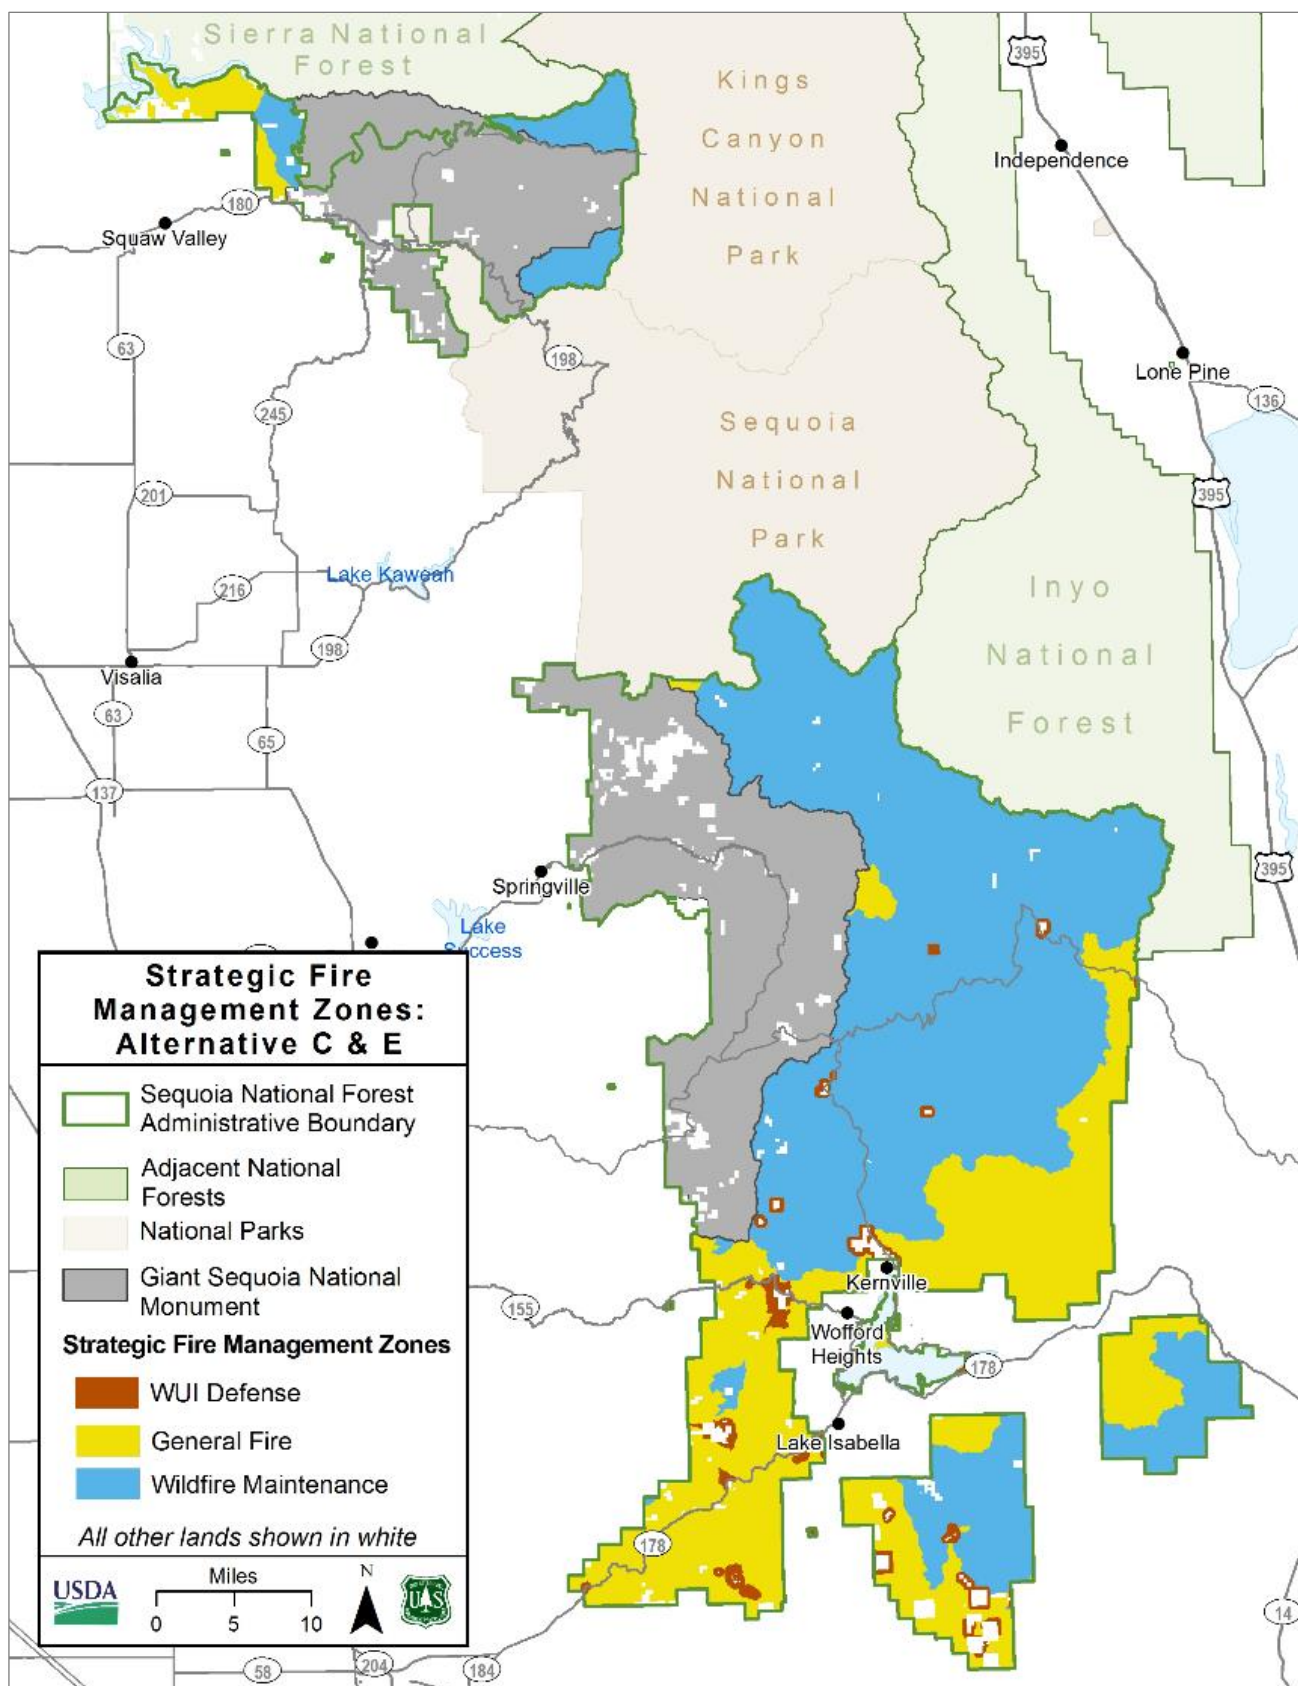 Sierra National
Forest
Kings
Canyon
National
Park
395
Independence
180
Squaw Valley
63
198
Lone Pine
136
245
Sequoia
National
Park
201
395
Lake Kaweah
216
Inyo
National
Forest
198
Visalia
63
65
137
Springville
395
Lake
Success
Strategic Fire
Management Zones:
Alternative C & E
Sequoia National Forest
Administrative Boundary
Adjacent National
Forests
National Parks
Giant Sequoia National
Monument
Strategic Fire Management Zones
WUI Defense
General Fire
Wildfire Maintenance
All other lands shown in white
USDA
Miles
0 5 10
N
U S
Kernville
155
Wofford
Heights
178
Lake Isabella
178
14
58
204
184